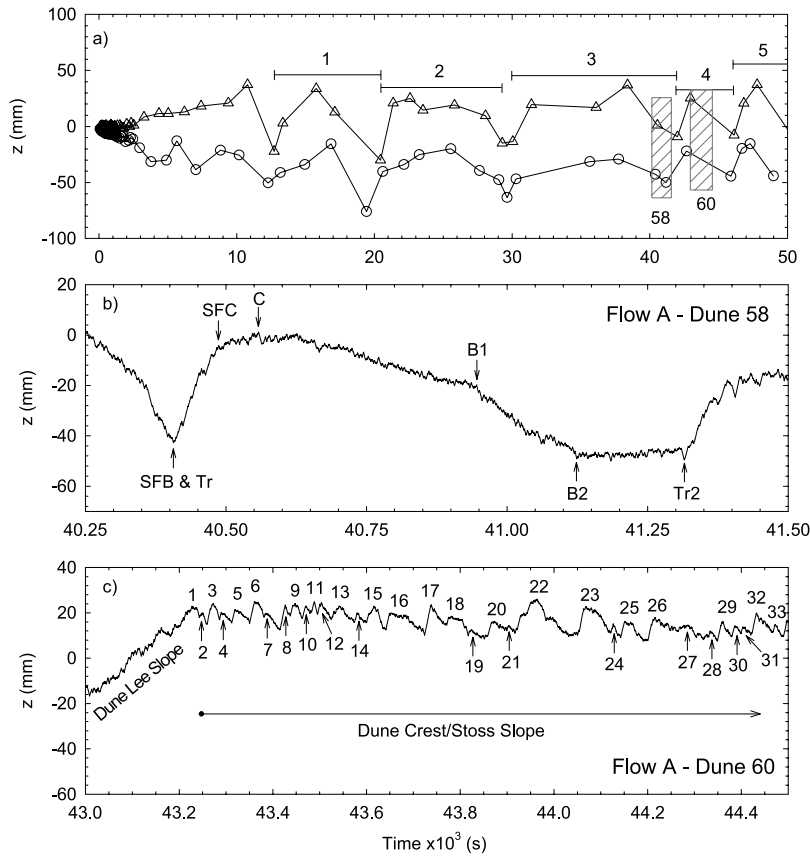 100
a)
1
2
3
4
5
50
z (mm)
0
-50
58
60
-100
0
10
20
30
40
50
20
b)
SFC
C
Flow A - Dune 58
0
B1
z (mm)
-20
-40
SFB & Tr
B2
Tr2
-60
40.25
40.50
40.75
41.00
41.25
41.50
40
c)
1 3 5 6 9 11 13 15 16 17 18 20 22 23 25 26 29 32 33
20
2 4 7 8 10 12 14 19 21 24 27 28 30 31
z (mm)
0
Dune Lee Slope
-20
Dune Crest/Stoss Slope
-40
Flow A - Dune 60
-60
43.0
43.2
43.4
43.6
43.8
44.0
44.2
44.4
Time x10³ (s)